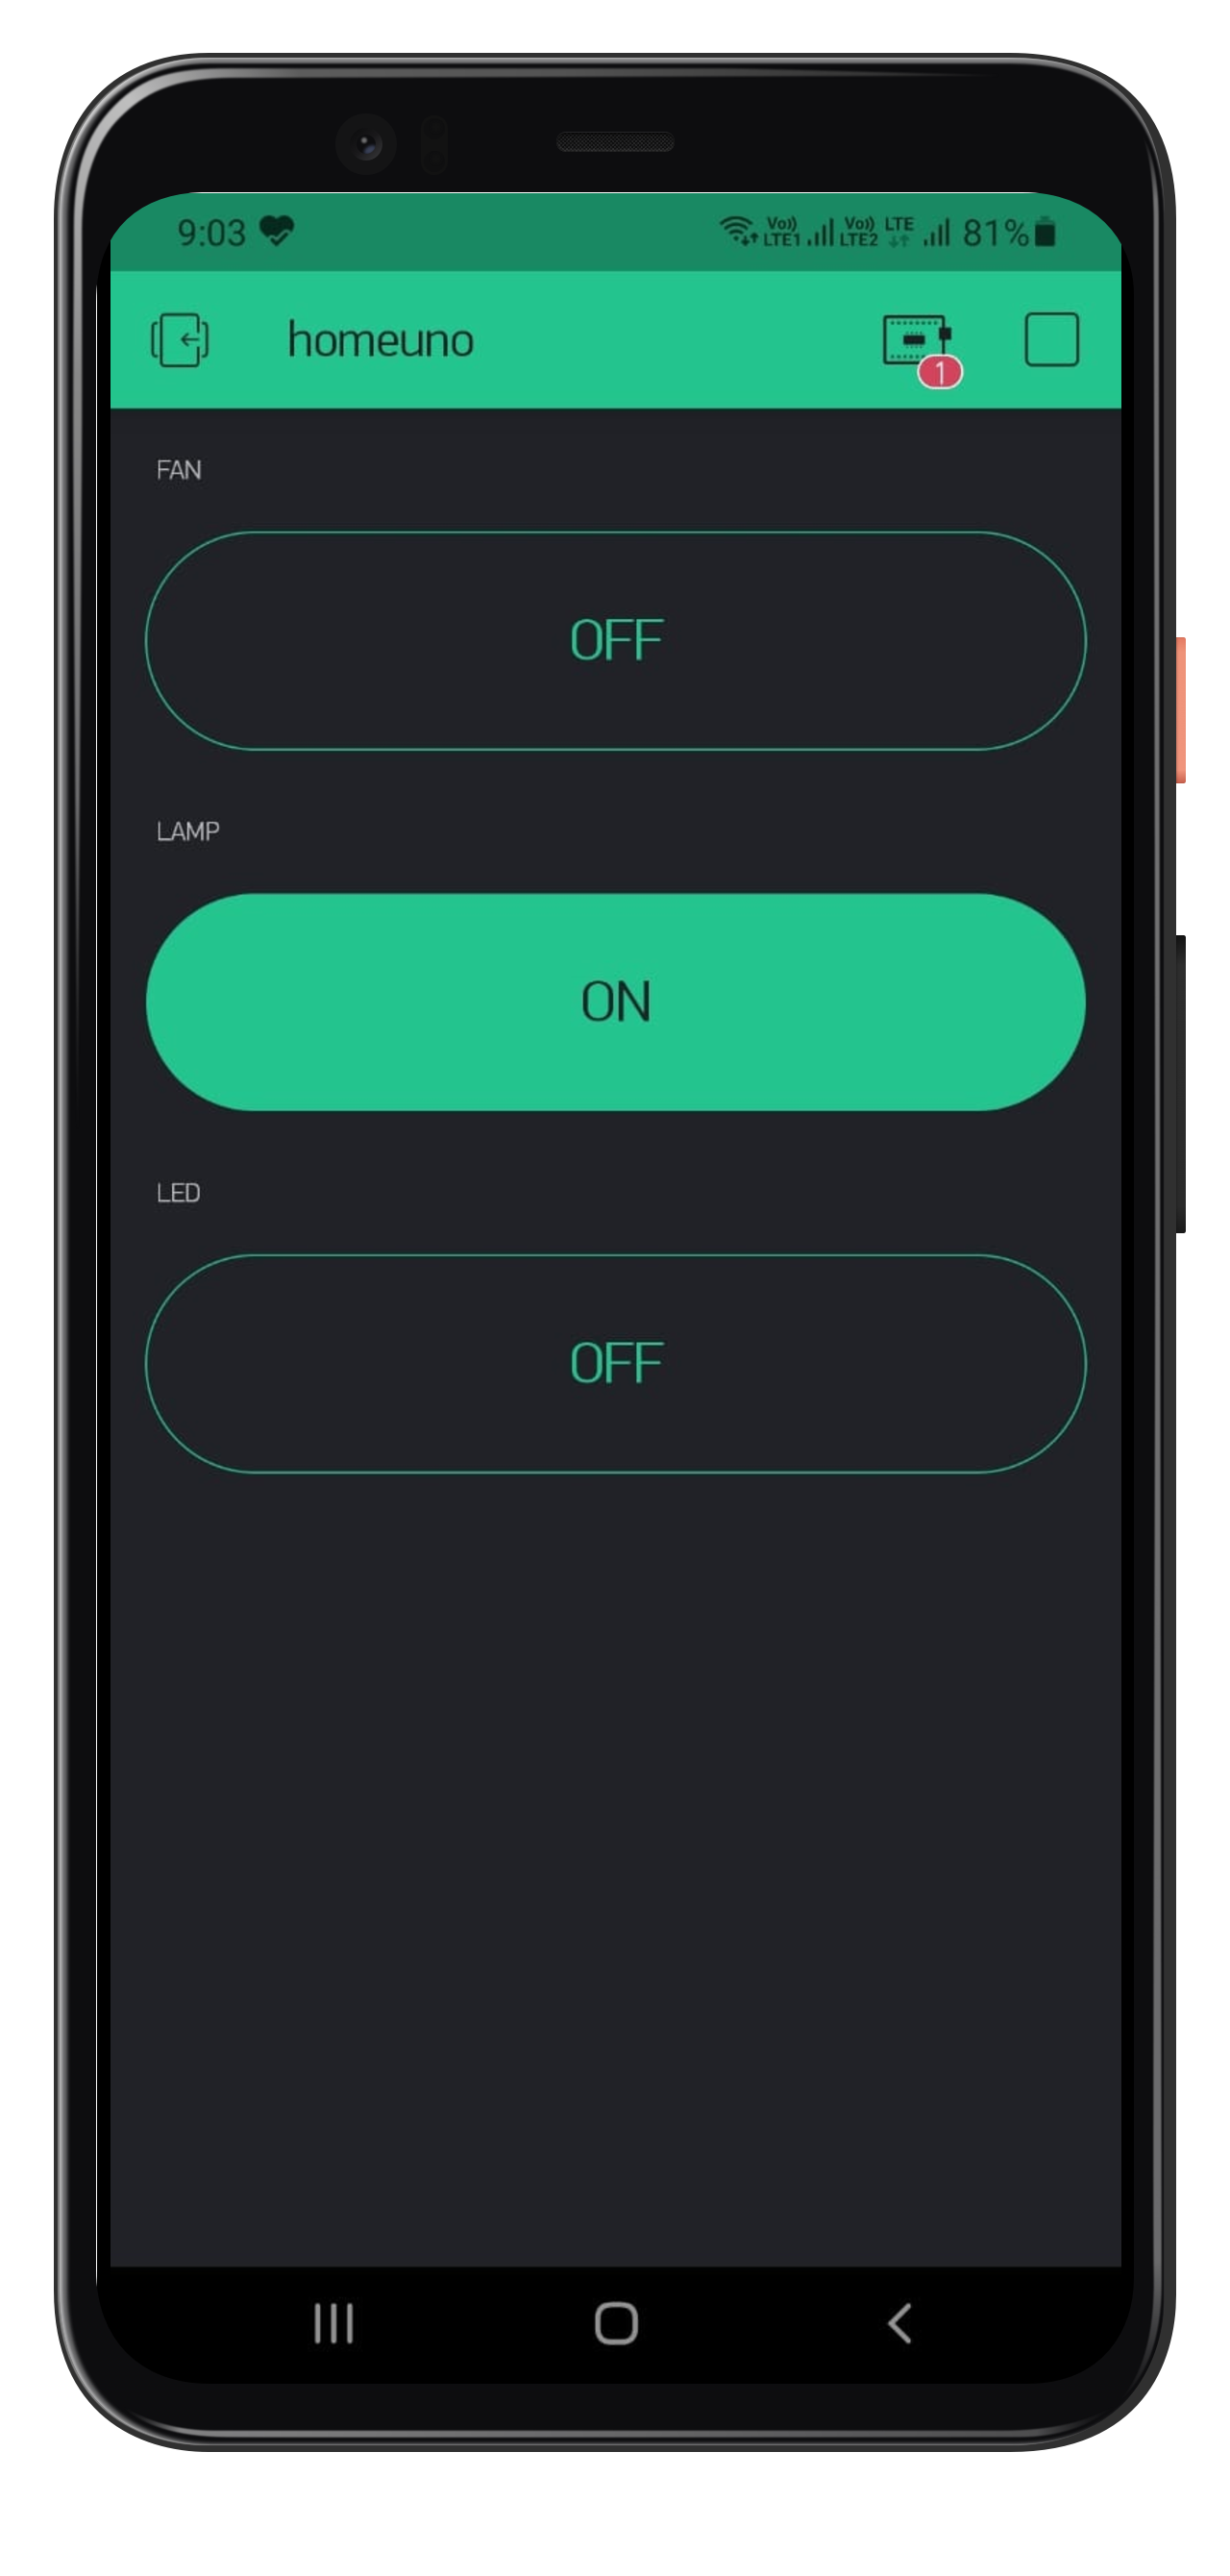 9:03 Vo)) LTE1 Vo)) LTE2 LTE 81%
homeuno 1
FAN
OFF
LAMP
ON
LED
OFF